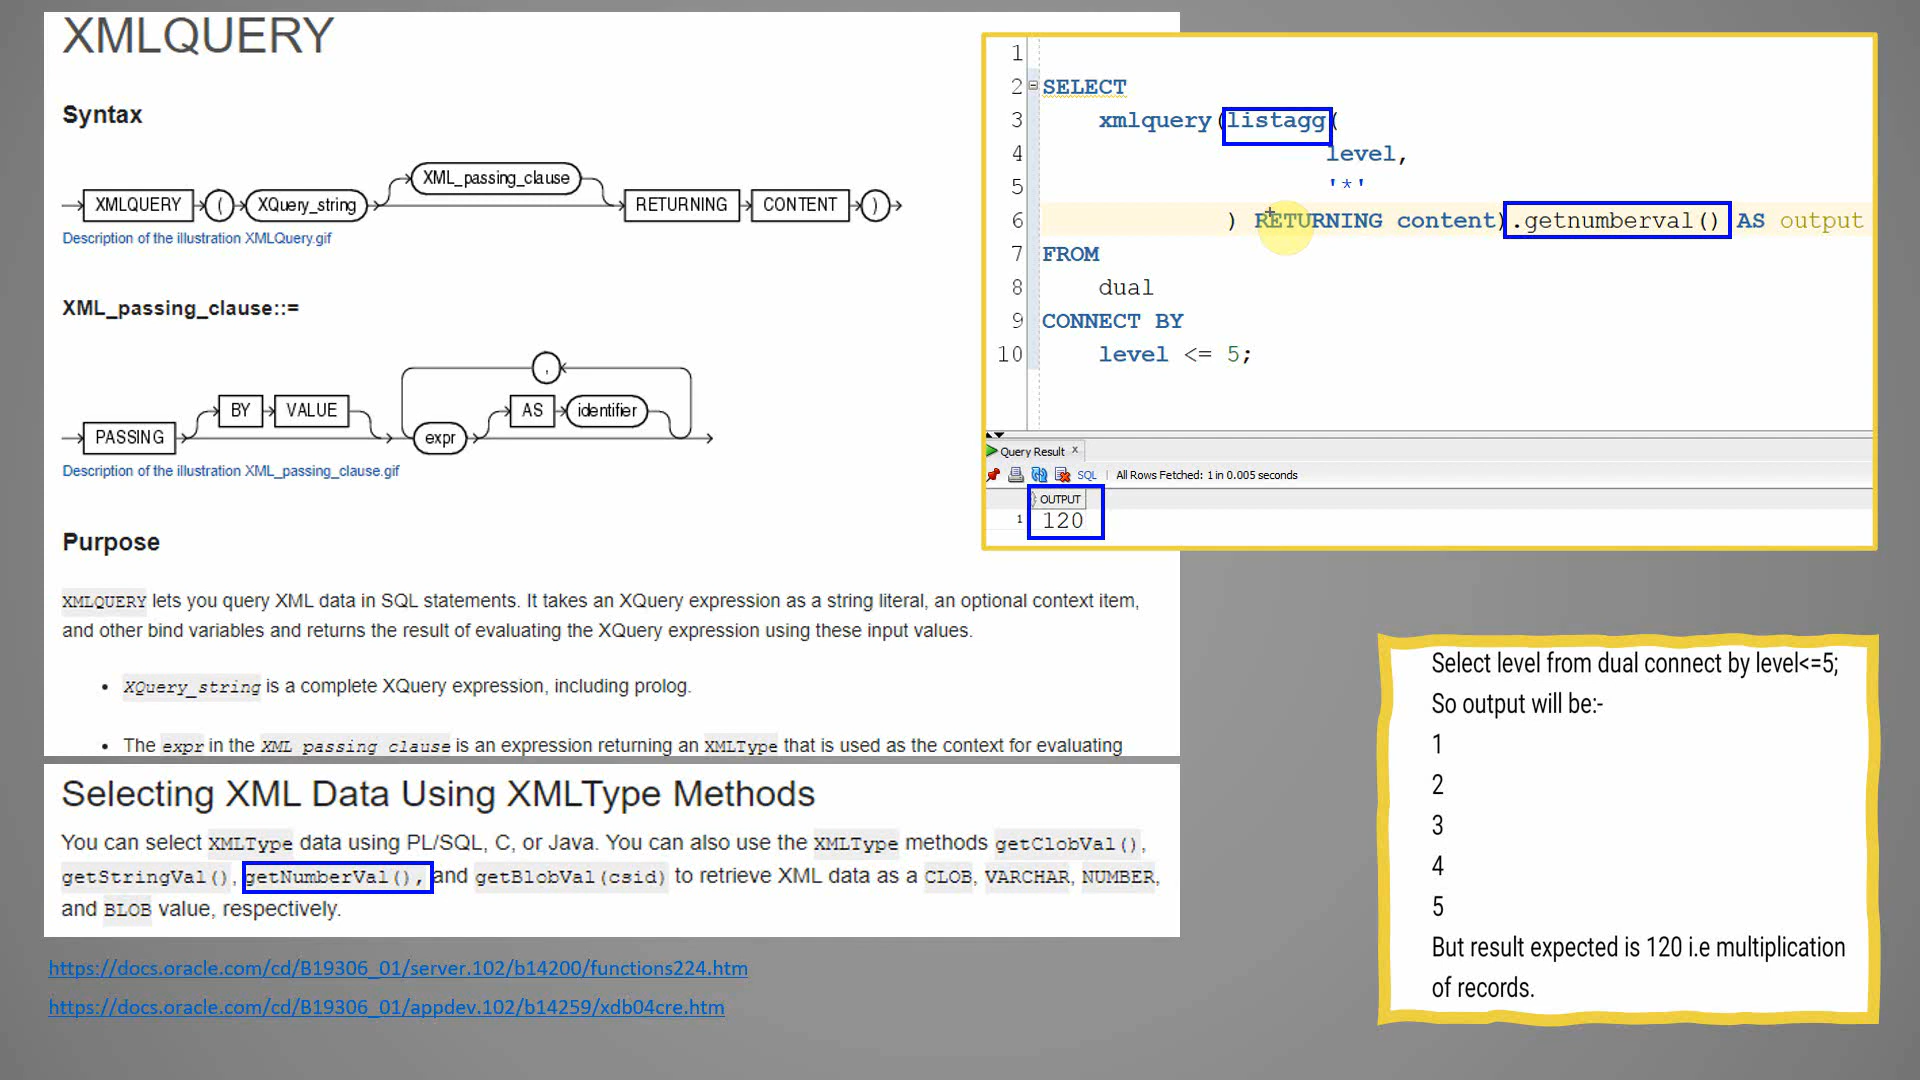 XMLQUERY
Syntax
XMLQUERY ( XQuery_string XML_passing_clause RETURNING CONTENT )
Description of the illustration XMLQuery.gif
XML_passing_clause::=
PASSING BY VALUE expr AS identifier ,
Description of the illustration XML_passing_clause.gif
Purpose
XMLQUERY lets you query XML data in SQL statements. It takes an XQuery expression as a string literal, an optional context item,
and other bind variables and returns the result of evaluating the XQuery expression using these input values.
• XQuery_string is a complete XQuery expression, including prolog.
• The expr in the XML_passing_clause is an expression returning an XMLType that is used as the context for evaluating
Selecting XML Data Using XMLType Methods
You can select XMLType data using PL/SQL, C, or Java. You can also use the XMLType methods getClobVal(),
getStringVal(), getNumberVal(), and getBlobVal(csid) to retrieve XML data as a CLOB, VARCHAR, NUMBER,
and BLOB value, respectively.
https://docs.oracle.com/cd/B19306_01/server.102/b14200/functions224.htm
https://docs.oracle.com/cd/B19306_01/appdev.102/b14259/xdb04cre.htm
1
2 SELECT
3 xmlquery(listagg(
4 level,
5 '*'
6 ) RETURNING content).getnumberval() AS output
7 FROM
8 dual
9 CONNECT BY
10 level <= 5;
Query Result x
SQL | All Rows Fetched: 1 in 0.005 seconds
OUTPUT
1 120
Select level from dual connect by level<=5;
So output will be:-
1
2
3
4
5
But result expected is 120 i.e multiplication
of records.